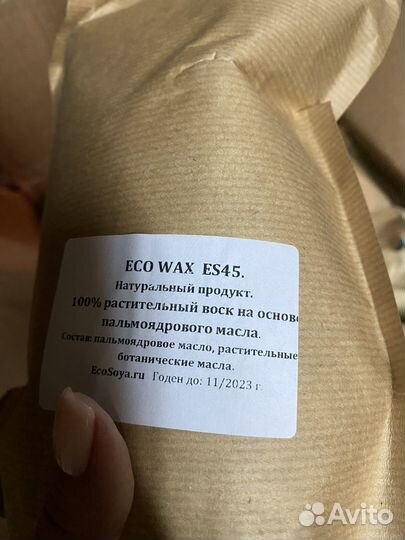 ECO WAX ES45.
Натуральный продукт.
100% растительный воск на основе
пальмоядрового масла.
Состав: пальмоядровое масло, растительные
ботанические масла.
EcoSoya.ru Годен до: 11/2023 г.
Avito